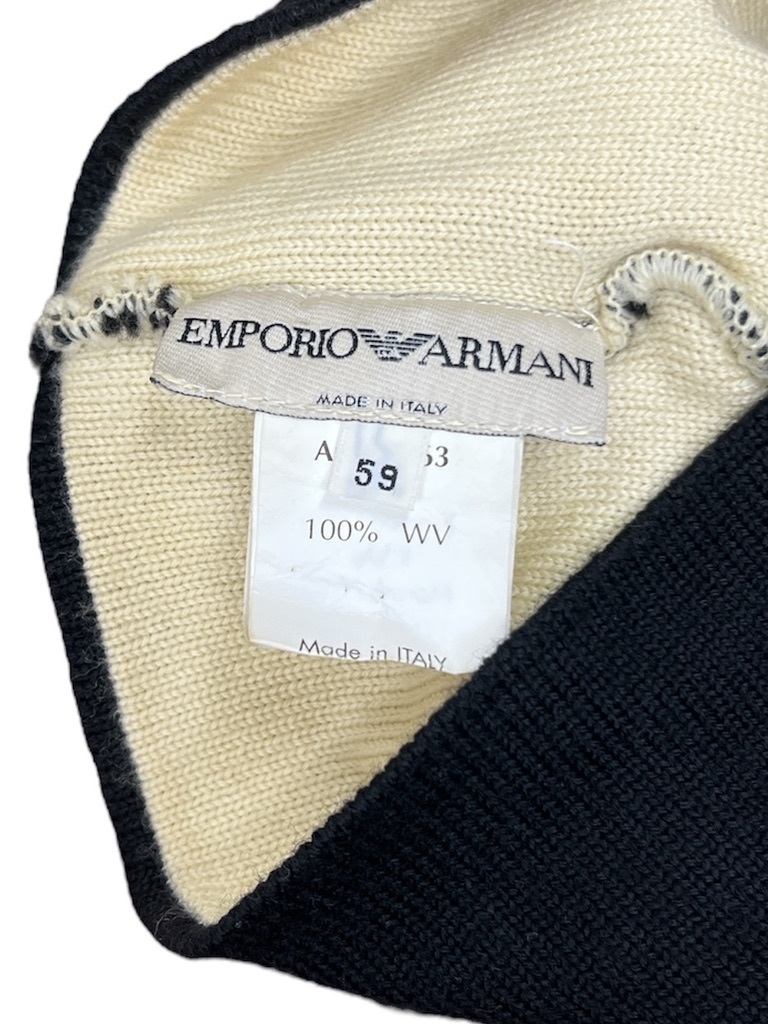 EMPORIO ARMANI
MADE IN ITALY
59
100% WV
Made in ITALY